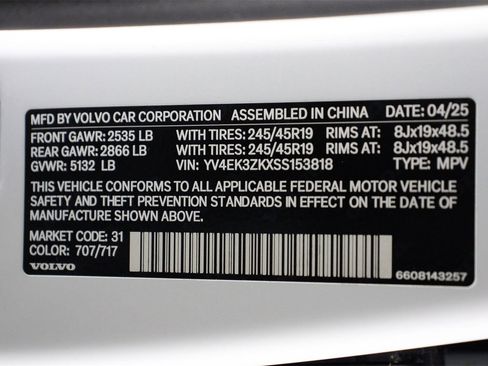 MFD BY VOLVO CAR CORPORATION ASSEMBLED IN CHINA DATE: 04/25
FRONT GAWR: 2535 LB WITH TIRES: 245/45R19 RIMS AT: 8Jx19x48.5
REAR GAWR: 2866 LB WITH TIRES: 245/45R19 RIMS AT: 8Jx19x48.5
GVWR: 5132 LB VIN: YV4EK3ZKXSS153818 TYPE: MPV
THIS VEHICLE CONFORMS TO ALL APPLICABLE FEDERAL MOTOR VEHICLE
SAFETY AND THEFT PREVENTION STANDARDS IN EFFECT ON THE DATE OF
MANUFACTURE SHOWN ABOVE.
MARKET CODE: 31
COLOR: 707/717
VOLVO 6608143257